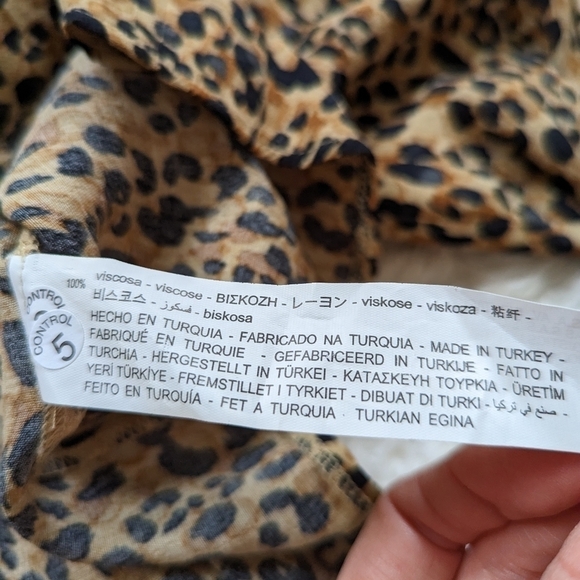 100% viscosa - viscose - ΒΙΣΚΟΖΗ - レーヨン - viskose - viskoza - 粘纤 -
비스코스 - فسكوز - biskosa
HECHO EN TURQUIA - FABRICADO NA TURQUIA - MADE IN TURKEY -
FABRIQUÉ EN TURQUIE - GEFABRICEERD IN TURKIJE - FATTO IN
TURCHIA - HERGESTELLT IN TÜRKEI - ΚΑΤΑΣΚΕΥΗ ΤΟΥΡΚΙΑ - ÜRETİM
YERİ TÜRKİYE - FREMSTILLET I TYRKIET - DIBUAT DI TURKI - صنع في تركيا -
FEITO EN TURQUÍA - FET A TURQUIA - TURKIAN EGINA
CONTROL
5
CONTROL